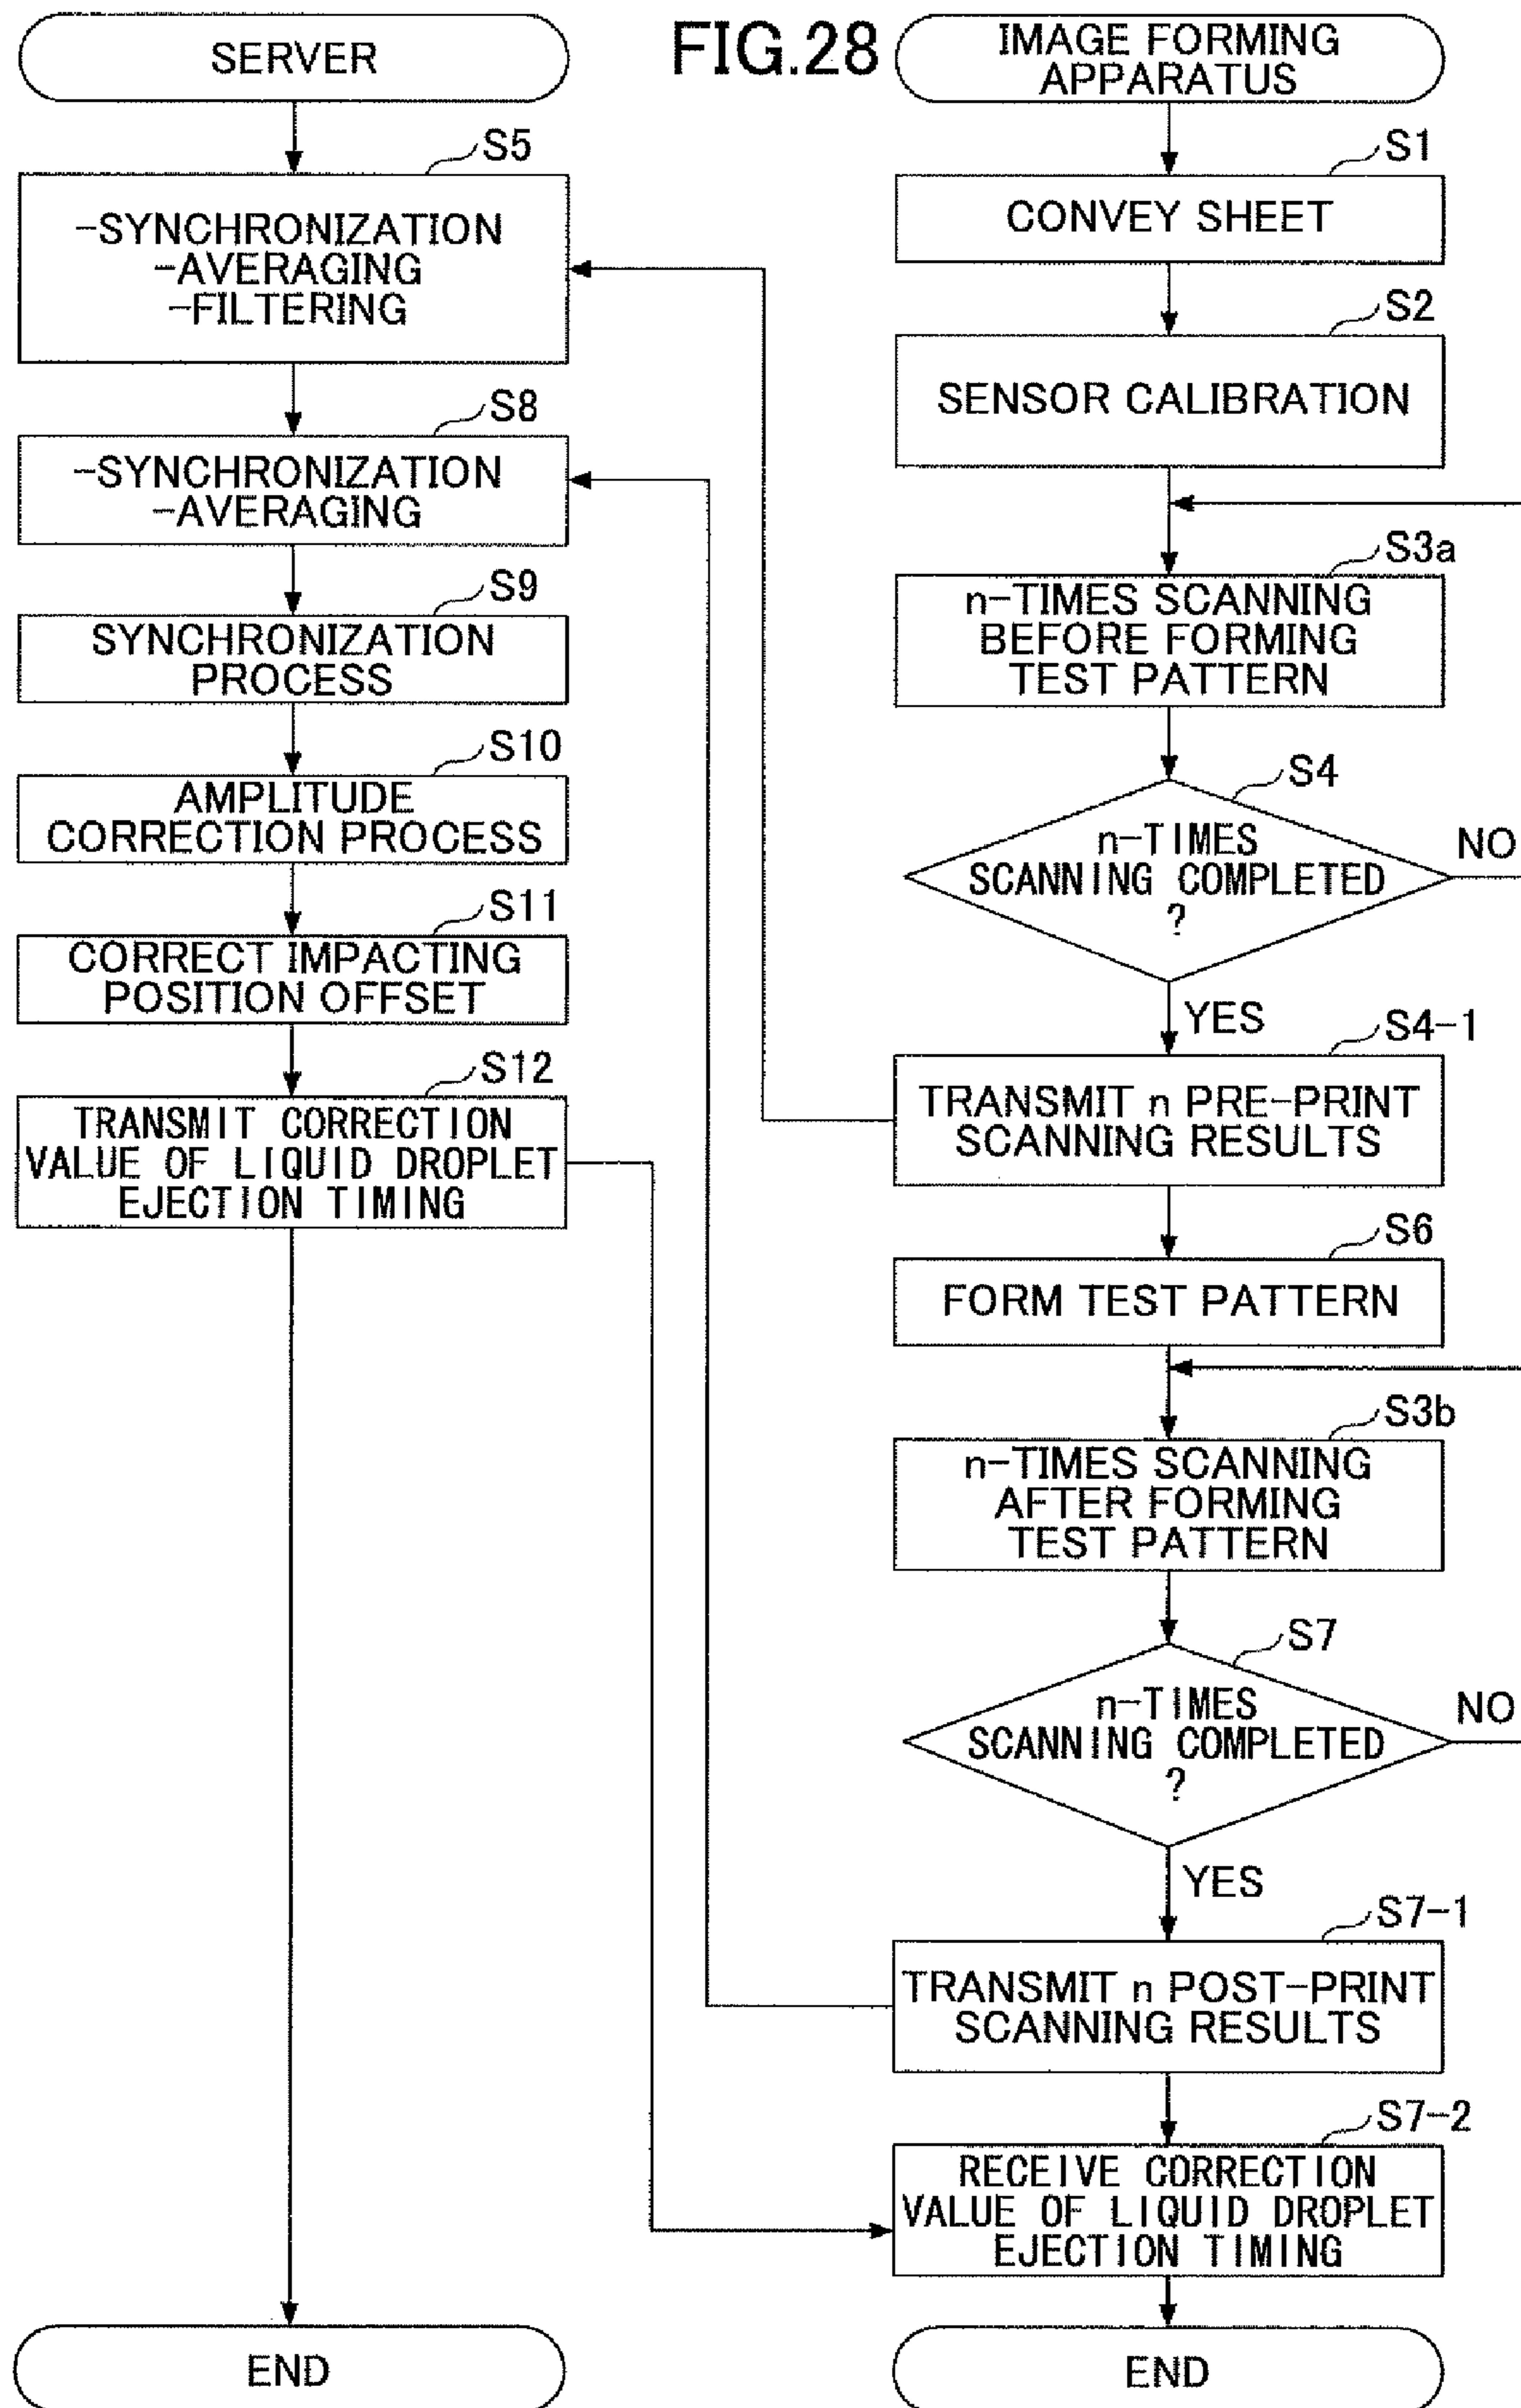 FIG.28
SERVER
S5
-SYNCHRONIZATION
-AVERAGING
-FILTERING
S8
-SYNCHRONIZATION
-AVERAGING
S9
SYNCHRONIZATION
PROCESS
S10
AMPLITUDE
CORRECTION PROCESS
S11
CORRECT IMPACTING
POSITION OFFSET
S12
TRANSMIT CORRECTION
VALUE OF LIQUID DROPLET
EJECTION TIMING
END
IMAGE FORMING
APPARATUS
S1
CONVEY SHEET
S2
SENSOR CALIBRATION
S3a
n-TIMES SCANNING
BEFORE FORMING
TEST PATTERN
S4
n-TIMES
SCANNING COMPLETED
?
NO
YES
S4-1
TRANSMIT n PRE-PRINT
SCANNING RESULTS
S6
FORM TEST PATTERN
S3b
n-TIMES SCANNING
AFTER FORMING
TEST PATTERN
S7
n-TIMES
SCANNING COMPLETED
?
NO
YES
S7-1
TRANSMIT n POST-PRINT
SCANNING RESULTS
S7-2
RECEIVE CORRECTION
VALUE OF LIQUID DROPLET
EJECTION TIMING
END